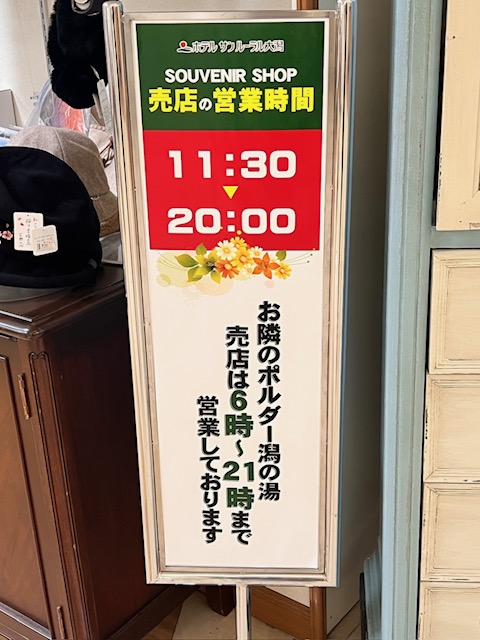 ホテル サンルーラル大潟
SOUVENIR SHOP
売店の営業時間
11:30
20:00
お隣のポルダー潟の湯
売店は6時～21時まで
営業しております